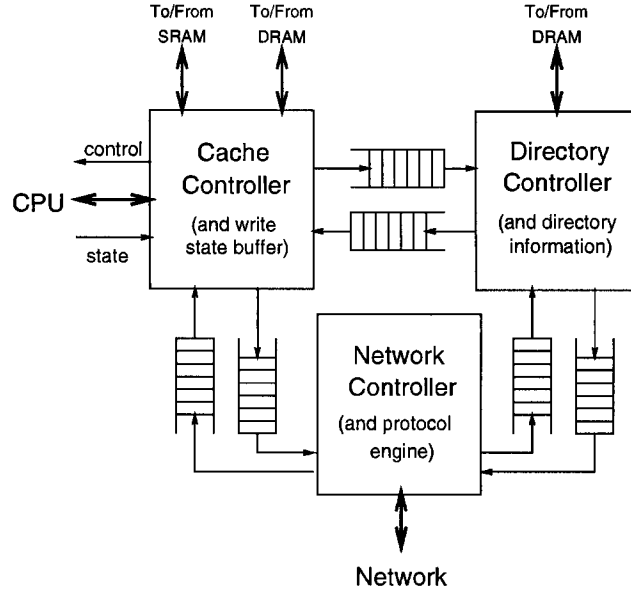 To/From
SRAM
To/From
DRAM
To/From
DRAM
control
CPU
state
Cache
Controller
(and write
state buffer)
Directory
Controller
(and directory
information)
Network
Controller
(and protocol
engine)
Network